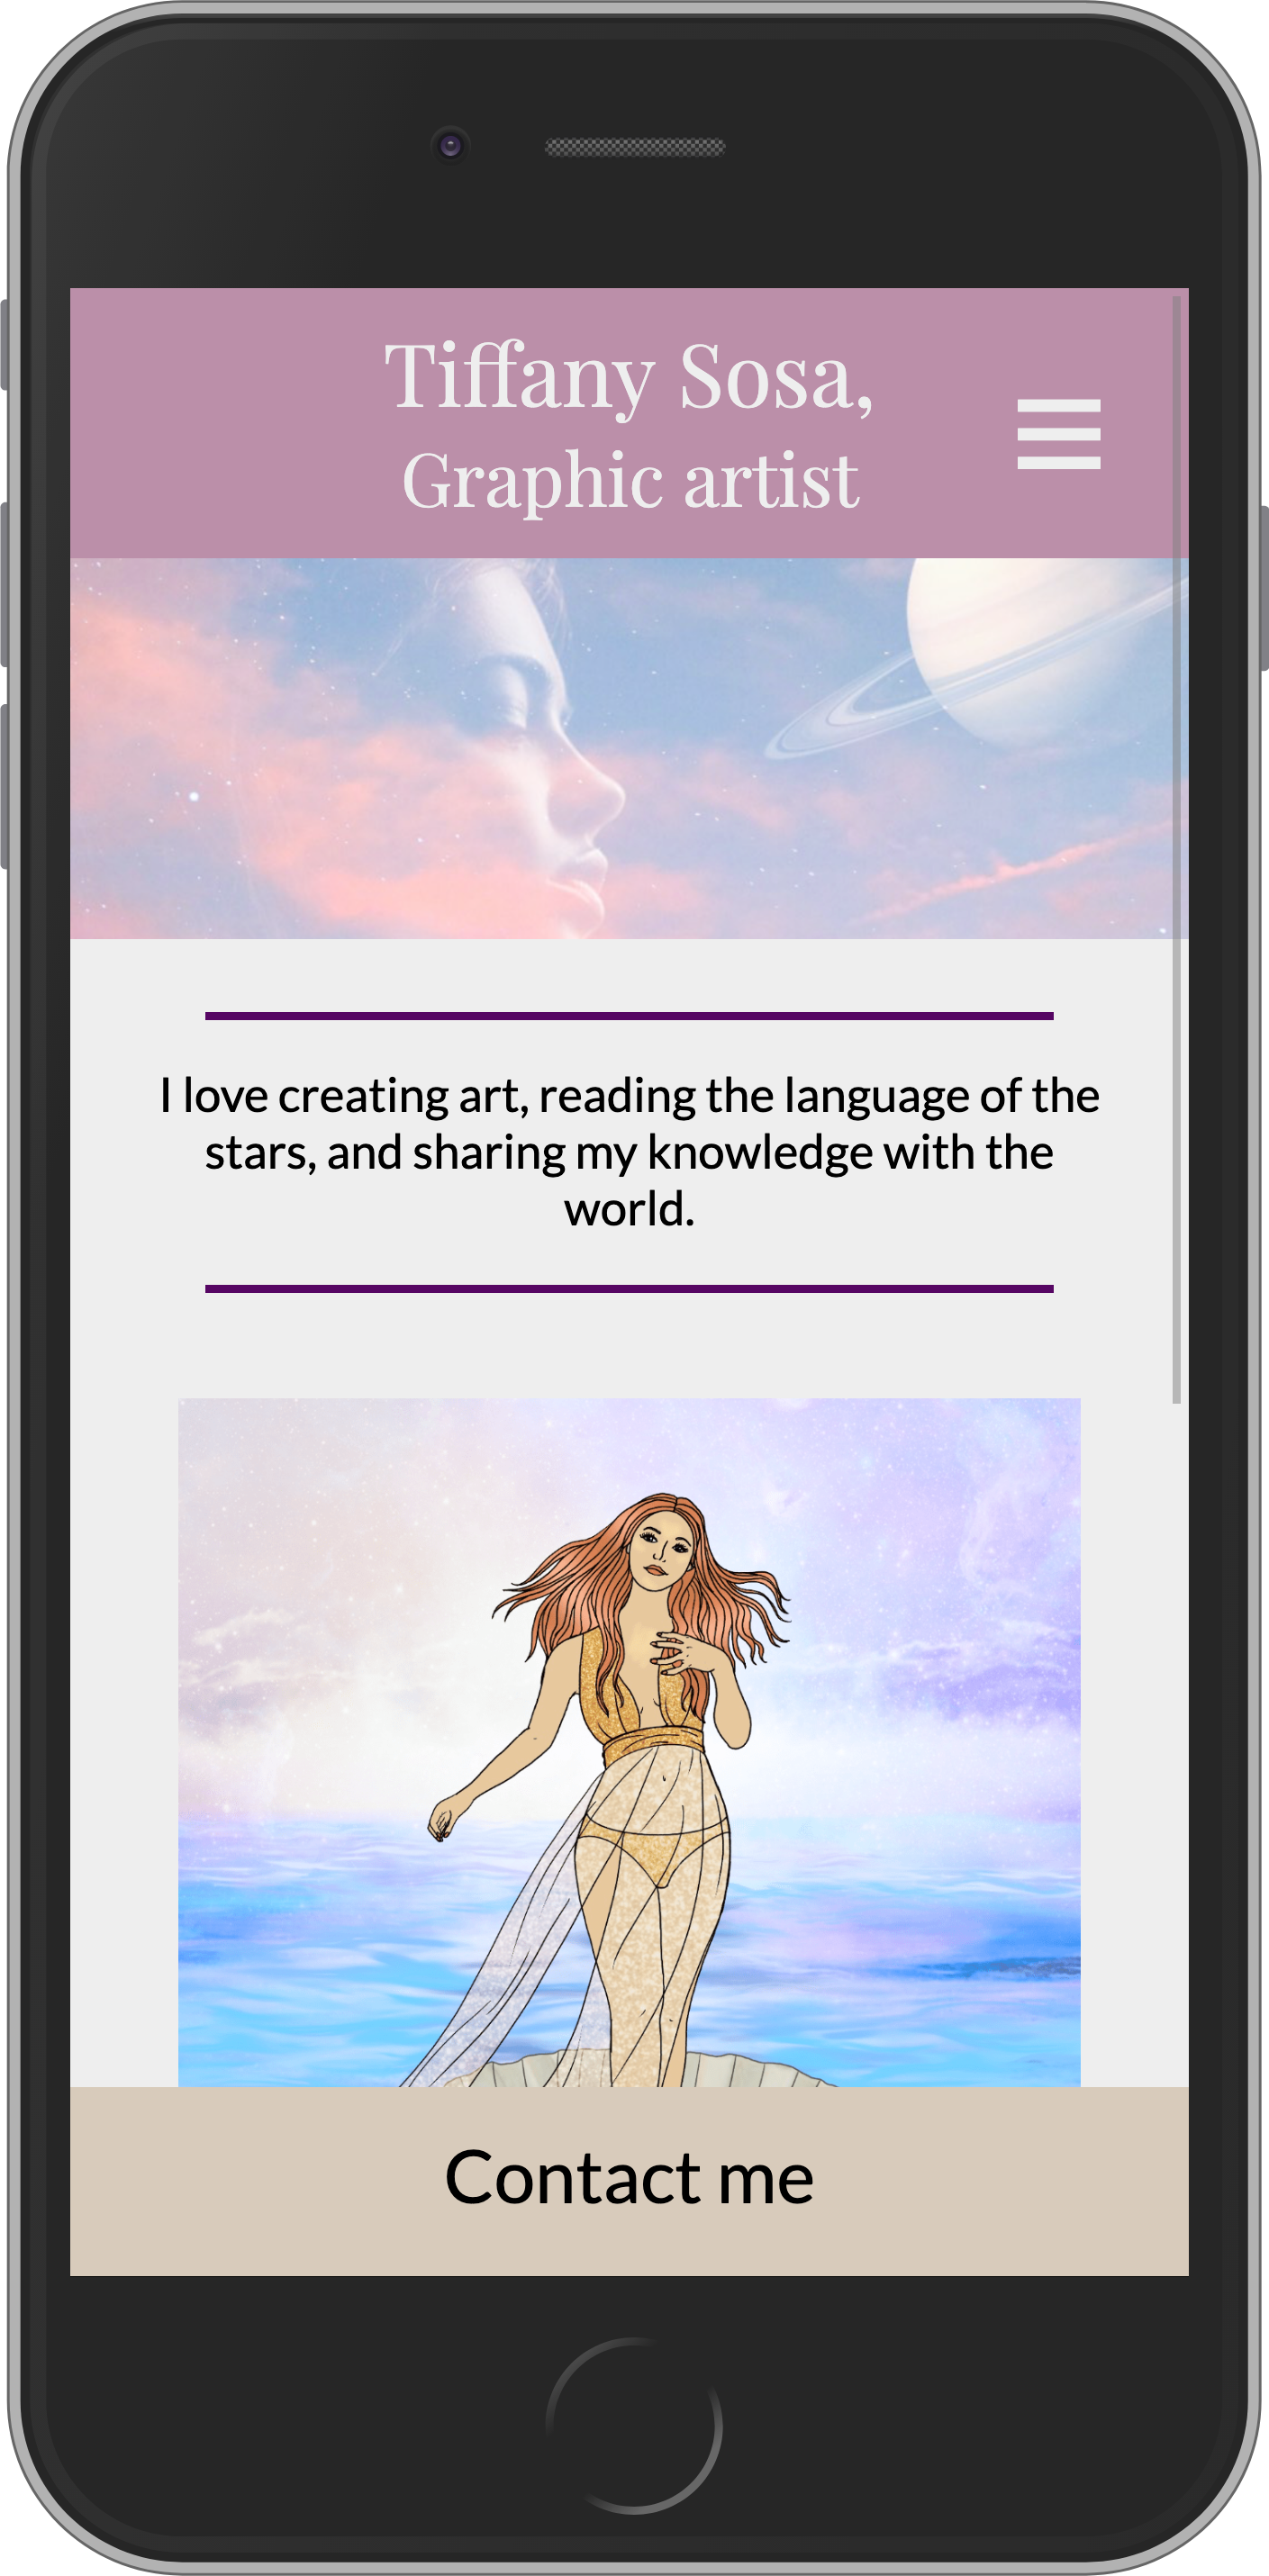 Tiffany Sosa,
Graphic artist
I love creating art, reading the language of the
stars, and sharing my knowledge with the
world.
Contact me